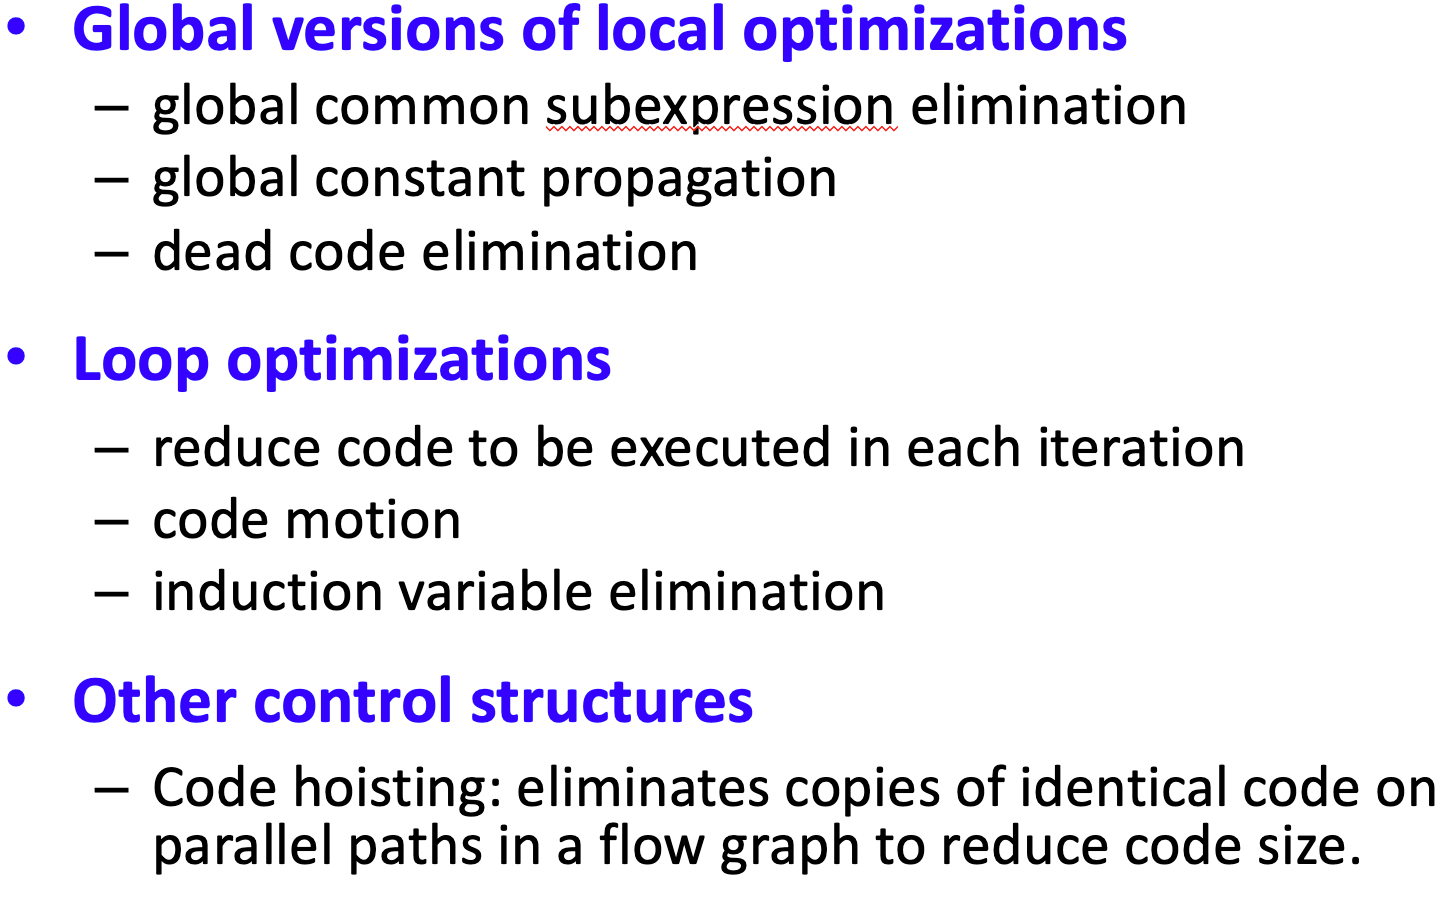 • Global versions of local optimizations
– global common subexpression elimination
– global constant propagation
– dead code elimination
• Loop optimizations
– reduce code to be executed in each iteration
– code motion
– induction variable elimination
• Other control structures
– Code hoisting: eliminates copies of identical code on
parallel paths in a flow graph to reduce code size.